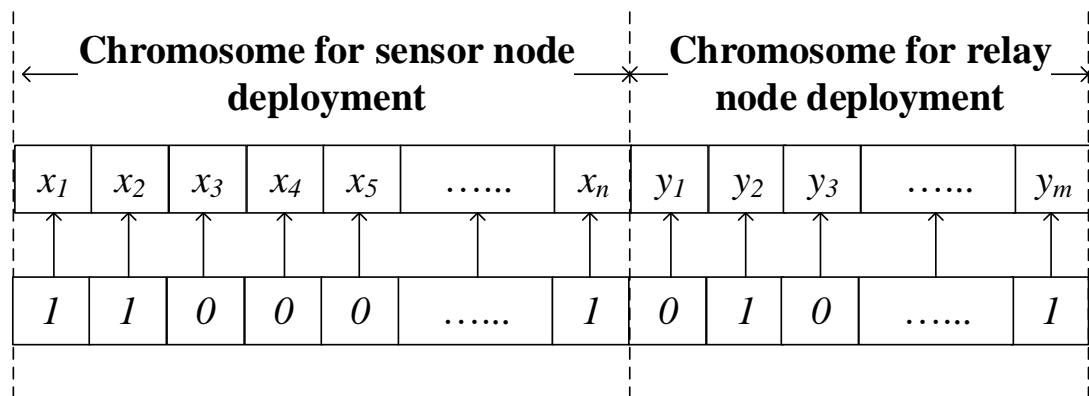 Chromosome for sensor node
deployment
Chromosome for relay
node deployment
x1 x2 x3 x4 x5 …... xn y1 y2 y3 …... ym
1 1 0 0 0 …... 1 0 1 0 …... 1